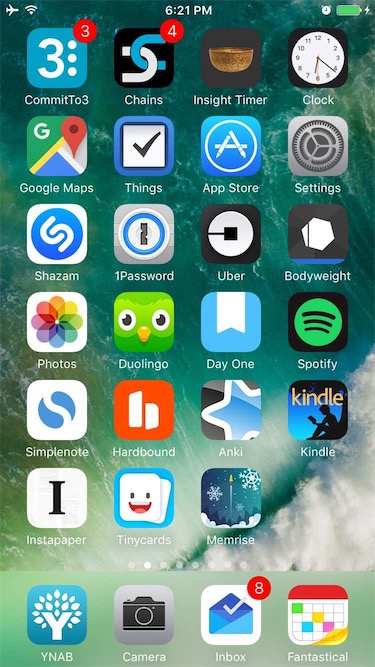 6:21 PM
3 4
3:
CommitTo3 Chains Insight Timer Clock
G
Google Maps Things App Store Settings
1
Shazam 1Password Uber Bodyweight
Photos Duolingo Day One Spotify
kindle
Simplenote Hardbound Anki Kindle
I
Instapaper Tinycards Memrise
8
YNAB Camera Inbox Fantastical